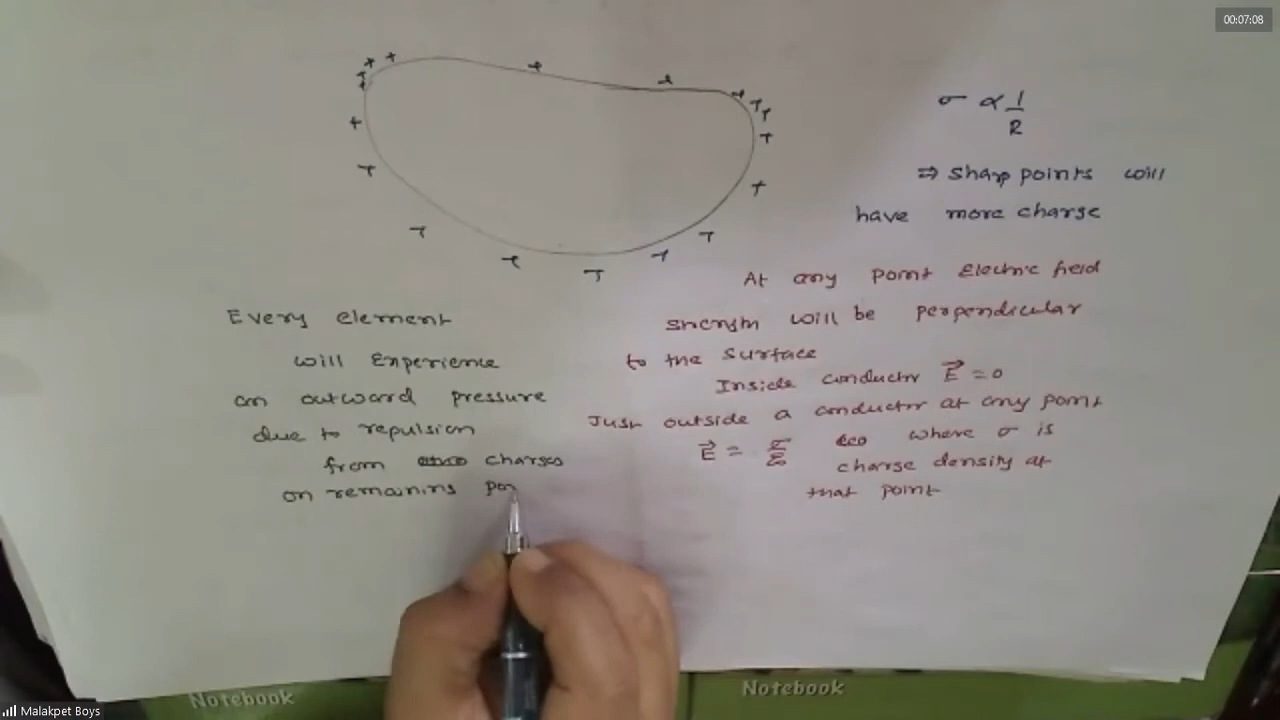 00:07:08
σ ∝ 1/R
⇒ sharp points will
have more charge
At any point Electric field
strength will be perpendicular
to the surface
Inside conductor E⃗ = 0
Just outside a conductor at any point
E⃗ = σ/ε₀ where σ is
charge density at
that point
Every element
will Experience
an outward pressure
due to repulsion
from charges
on remaining por
Notebook
Notebook
Malakpet Boys